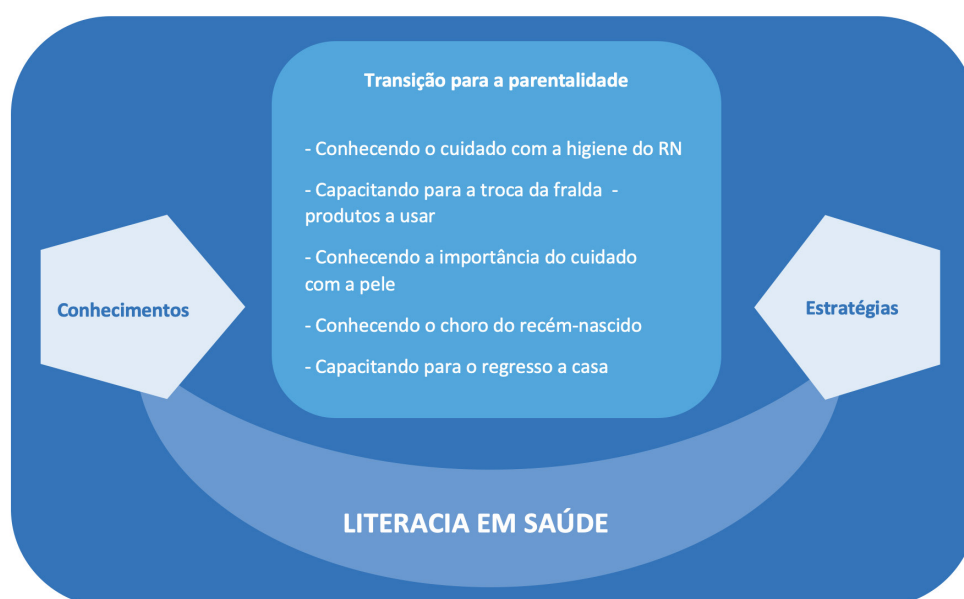 Transição para a parentalidade
- Conhecendo o cuidado com a higiene do RN
- Capacitando para a troca da fralda -
produtos a usar
- Conhecendo a importância do cuidado
com a pele
- Conhecendo o choro do recém-nascido
- Capacitando para o regresso a casa
Conhecimentos
Estratégias
LITERACIA EM SAÚDE